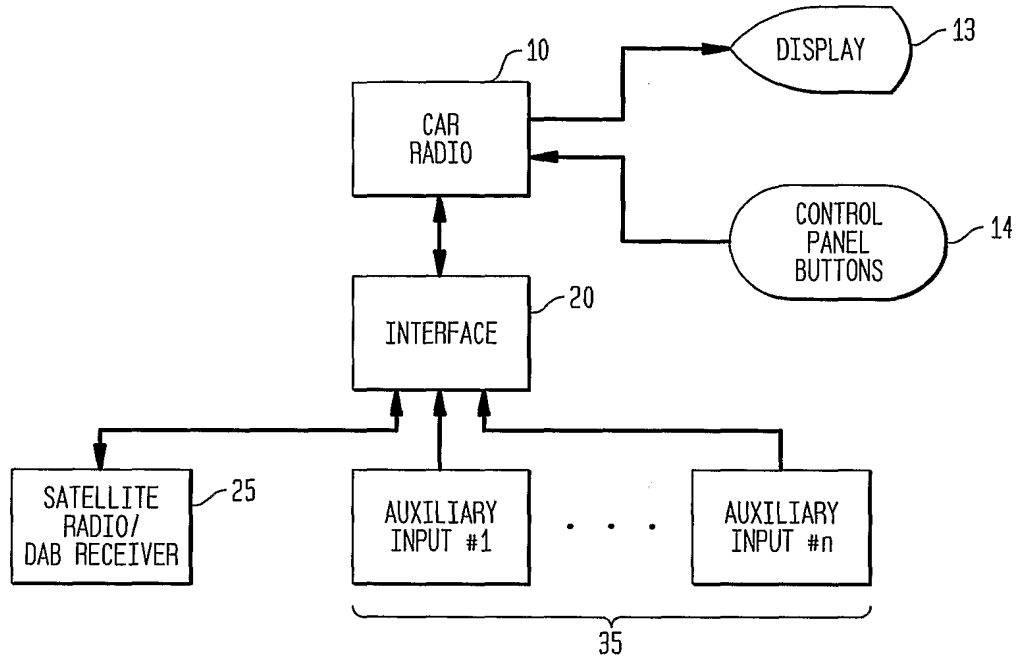 13
DISPLAY
10
CAR
RADIO
CONTROL
PANEL
BUTTONS
14
20
INTERFACE
SATELLITE
RADIO/
DAB RECEIVER
25
AUXILIARY
INPUT #1
. . .
AUXILIARY
INPUT #n
35